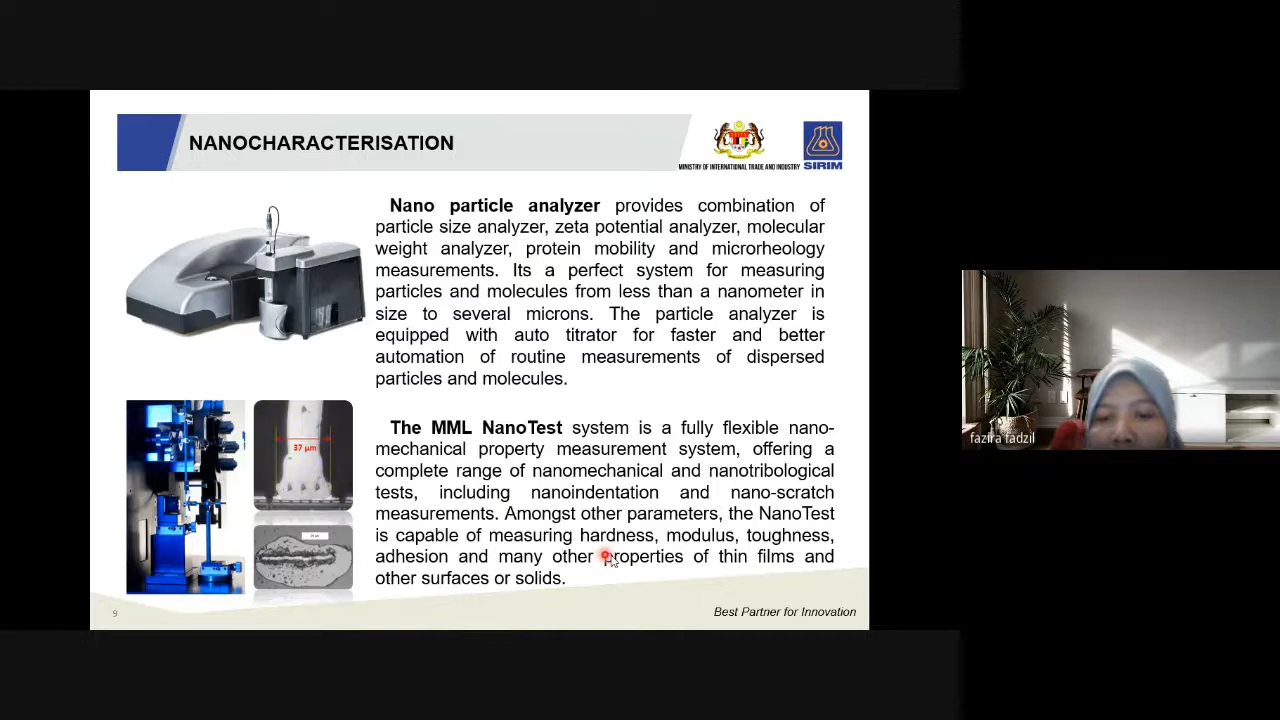 NANOCHARACTERISATION
MINISTRY OF INTERNATIONAL TRADE AND INDUSTRY
SIRIM
Nano particle analyzer provides combination of
particle size analyzer, zeta potential analyzer, molecular
weight analyzer, protein mobility and microrheology
measurements. Its a perfect system for measuring
particles and molecules from less than a nanometer in
size to several microns. The particle analyzer is
equipped with auto titrator for faster and better
automation of routine measurements of dispersed
particles and molecules.
37 µm
The MML NanoTest system is a fully flexible nano-
mechanical property measurement system, offering a
complete range of nanomechanical and nanotribological
tests, including nanoindentation and nano-scratch
measurements. Amongst other parameters, the NanoTest
is capable of measuring hardness, modulus, toughness,
adhesion and many other properties of thin films and
other surfaces or solids.
9
Best Partner for Innovation
fazira fadzil